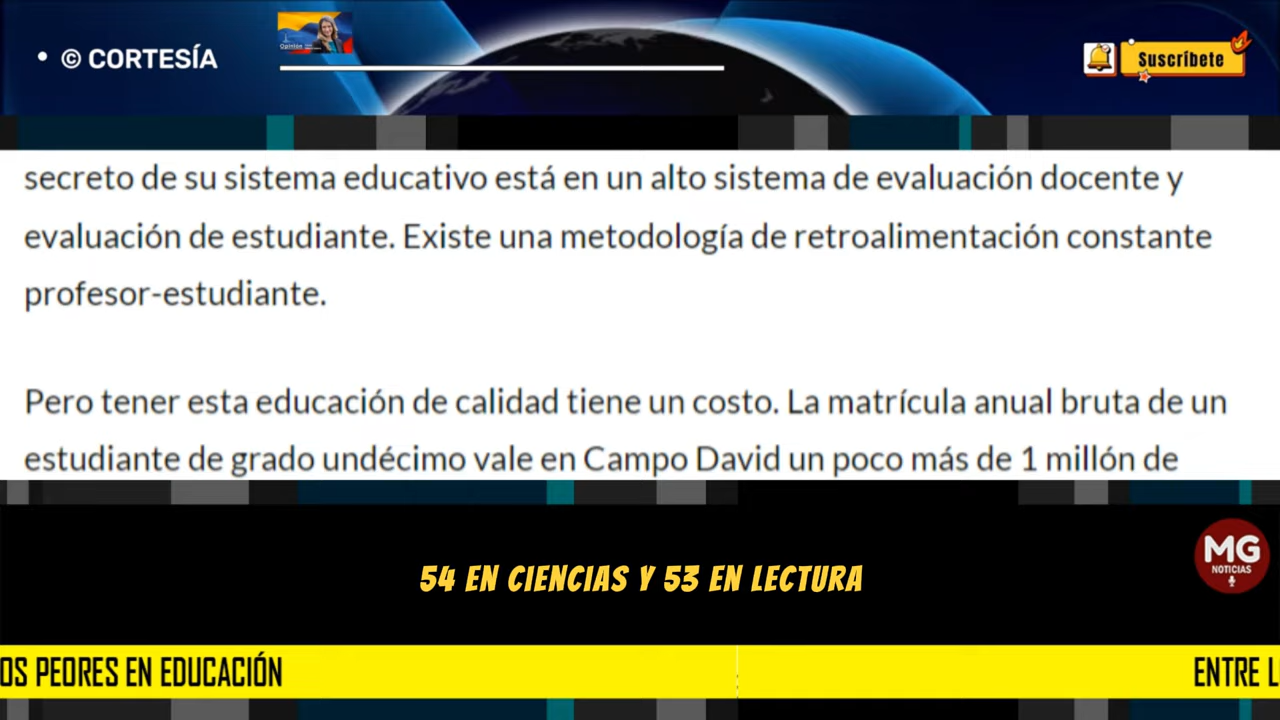 • © CORTESÍA
Opinión
Suscríbete
secreto de su sistema educativo está en un alto sistema de evaluación docente y
evaluación de estudiante. Existe una metodología de retroalimentación constante
profesor-estudiante.
Pero tener esta educación de calidad tiene un costo. La matrícula anual bruta de un
estudiante de grado undécimo vale en Campo David un poco más de 1 millón de
54 EN CIENCIAS Y 53 EN LECTURA
MG
NOTICIAS
OS PEORES EN EDUCACIÓN
ENTRE L